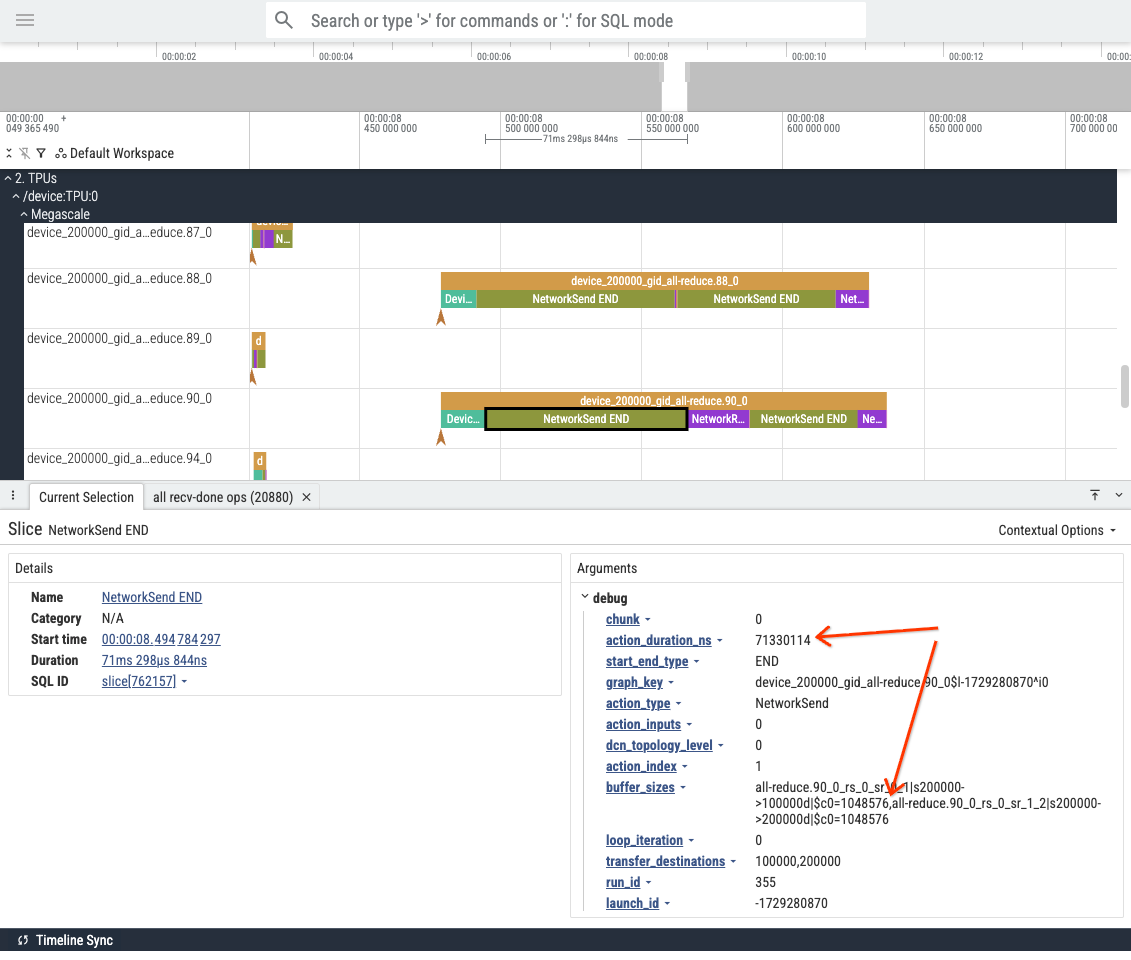 Search or type '>' for commands or ':' for SQL mode
00:00:02 00:00:04 00:00:06 00:00:08 00:00:10 00:00:12 00:00:
00:00:00 + 00:00:08 00:00:08 00:00:08 00:00:08 00:00:08 00:00:08
049 365 490 450 000 000 500 000 000 550 000 000 600 000 000 650 000 000 700 000 00
71ms 298µs 844ns
Default Workspace
2. TPUs
/device:TPU:0
Megascale
device_200000_gid_a...educe.87_0 N...
device_200000_gid_a...educe.88_0 device_200000_gid_all-reduce.88_0
Devi... NetworkSend END NetworkSend END Net...
device_200000_gid_a...educe.89_0 d
device_200000_gid_a...educe.90_0 device_200000_gid_all-reduce.90_0
Devic... NetworkSend END NetworkR... NetworkSend END Ne...
device_200000_gid_a...educe.94_0 d
Current Selection all recv-done ops (20880)
Slice NetworkSend END Contextual Options
Details
Name NetworkSend END
Category N/A
Start time 00:00:08.494 784 297
Duration 71ms 298µs 844ns
SQL ID slice[762157]
Arguments
debug
chunk 0
action_duration_ns 71330114
start_end_type END
graph_key device_200000_gid_all-reduce.90_0$l-1729280870^i0
action_type NetworkSend
action_inputs 0
dcn_topology_level 0
action_index 1
buffer_sizes all-reduce.90_0_rs_0_sr_0_1|s200000-
>100000d|$c0=1048576,all-reduce.90_0_rs_0_sr_1_2|s200000-
>200000d|$c0=1048576
loop_iteration 0
transfer_destinations 100000,200000
run_id 355
launch_id -1729280870
Timeline Sync